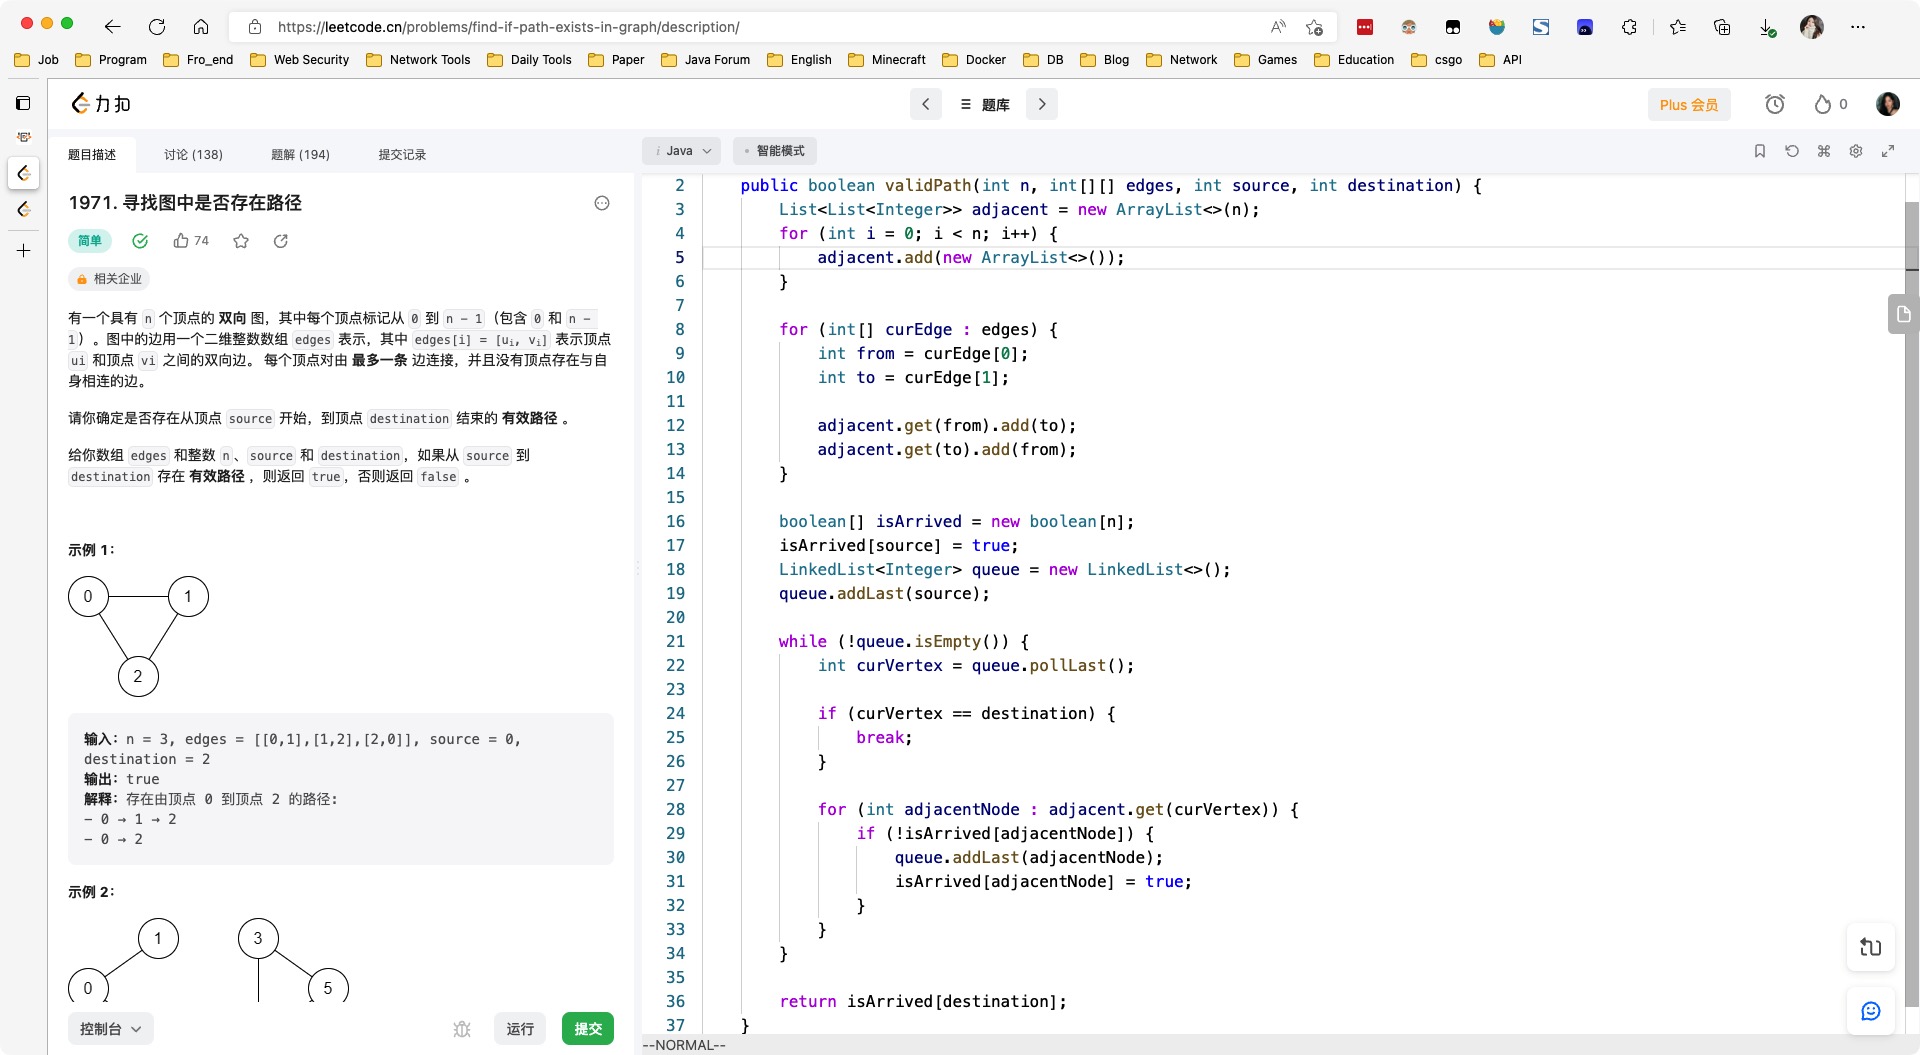 https://leetcode.cn/problems/find-if-path-exists-in-graph/description/
Job Program Fro_end Web Security Network Tools Daily Tools Paper Java Forum English Minecraft Docker DB Blog Network Games Education csgo API
力扣
题库
Plus 会员
0
题目描述 讨论 (138) 题解 (194) 提交记录
1971. 寻找图中是否存在路径
简单 74
相关企业
有一个具有 n 个顶点的 双向 图，其中每个顶点标记从 0 到 n - 1（包含 0 和 n -
1）。图中的边用一个二维整数数组 edges 表示，其中 edges[i] = [ui, vi] 表示顶点
ui 和顶点 vi 之间的双向边。 每个顶点对由 最多一条 边连接，并且没有顶点存在与自
身相连的边。
请你确定是否存在从顶点 source 开始，到顶点 destination 结束的 有效路径 。
给你数组 edges 和整数 n、source 和 destination，如果从 source 到
destination 存在 有效路径 ，则返回 true，否则返回 false 。
示例 1：
0 1
2
输入：n = 3, edges = [[0,1],[1,2],[2,0]], source = 0,
destination = 2
输出：true
解释：存在由顶点 0 到顶点 2 的路径:
- 0 → 1 → 2
- 0 → 2
示例 2：
1 3
0 5
控制台 运行 提交
i Java 智能模式
2 public boolean validPath(int n, int[][] edges, int source, int destination) {
3 List<List<Integer>> adjacent = new ArrayList<>(n);
4 for (int i = 0; i < n; i++) {
5 adjacent.add(new ArrayList<>());
6 }
7
8 for (int[] curEdge : edges) {
9 int from = curEdge[0];
10 int to = curEdge[1];
11
12 adjacent.get(from).add(to);
13 adjacent.get(to).add(from);
14 }
15
16 boolean[] isArrived = new boolean[n];
17 isArrived[source] = true;
18 LinkedList<Integer> queue = new LinkedList<>();
19 queue.addLast(source);
20
21 while (!queue.isEmpty()) {
22 int curVertex = queue.pollLast();
23
24 if (curVertex == destination) {
25 break;
26 }
27
28 for (int adjacentNode : adjacent.get(curVertex)) {
29 if (!isArrived[adjacentNode]) {
30 queue.addLast(adjacentNode);
31 isArrived[adjacentNode] = true;
32 }
33 }
34 }
35
36 return isArrived[destination];
37 }
--NORMAL--